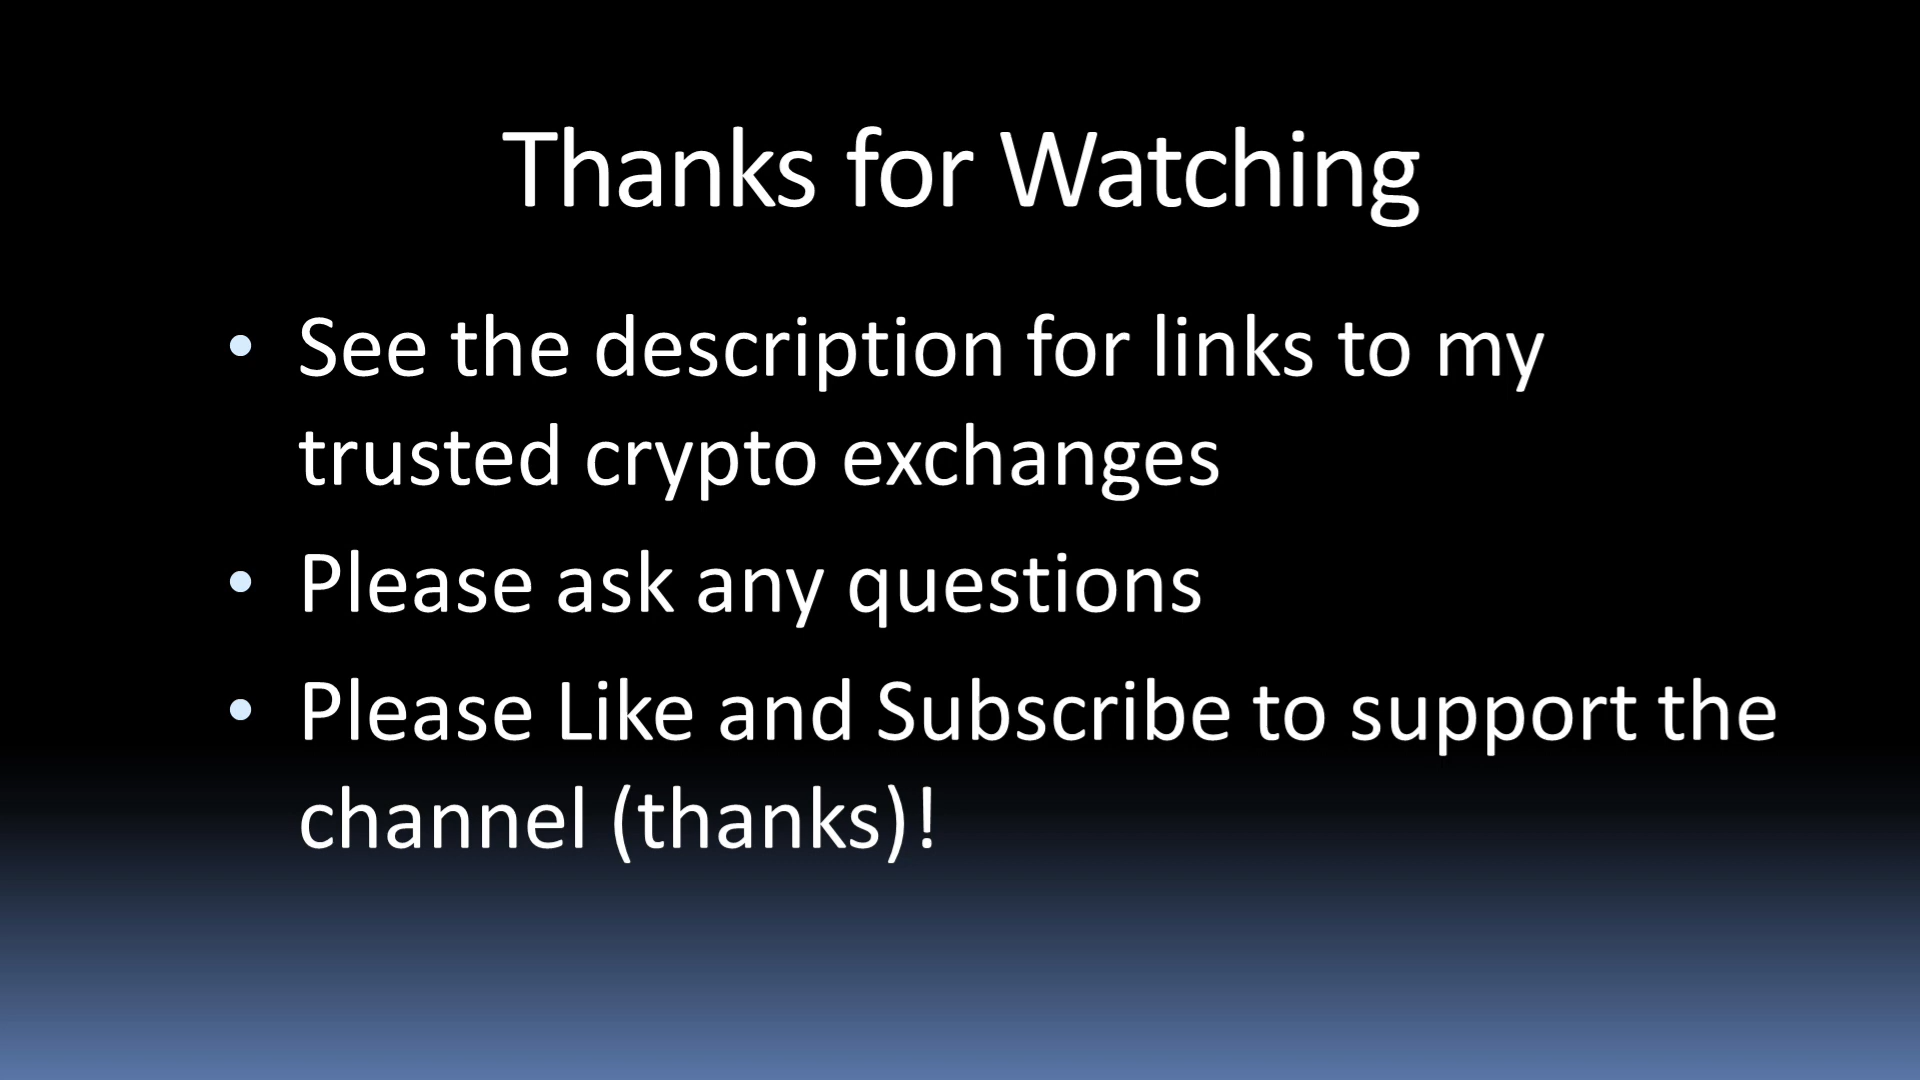 Thanks for Watching
• See the description for links to my
trusted crypto exchanges
• Please ask any questions
• Please Like and Subscribe to support the
channel (thanks)!